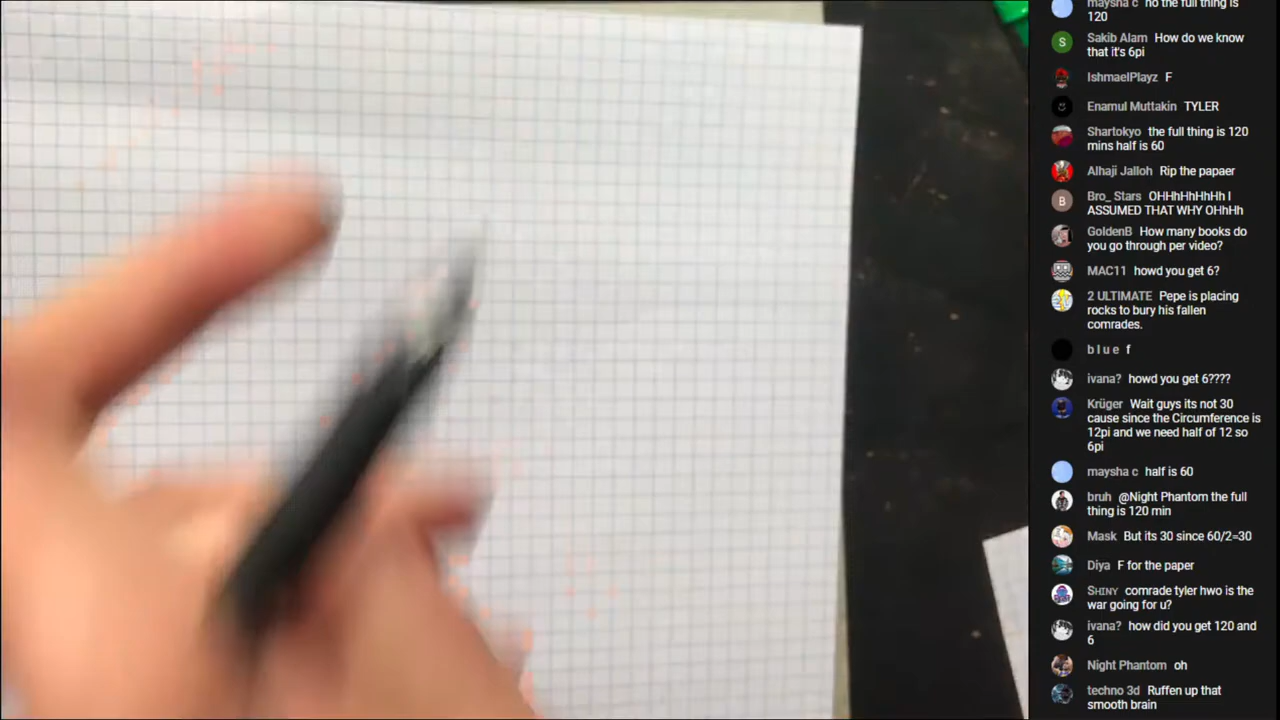 maysha c no the full thing is
120
S Sakib Alam How do we know
that it's 6pi
IshmaelPlayz F
Enamul Muttakin TYLER
Shartokyo the full thing is 120
mins half is 60
Alhaji Jalloh Rip the papaer
B Bro_ Stars OHHhHhHhHh I
ASSUMED THAT WHY OHhHh
GoldenB How many books do
you go through per video?
MAC11 howd you get 6?
2 ULTIMATE Pepe is placing
rocks to bury his fallen
comrades.
b l u e f
ivana? howd you get 6????
Krüger Wait guys its not 30
cause since the Circumference is
12pi and we need half of 12 so
6pi
maysha c half is 60
bruh @Night Phantom the full
thing is 120 min
Mask But its 30 since 60/2=30
Diya F for the paper
Sʜɪɴʏ comrade tyler hwo is the
war going for u?
ivana? how did you get 120 and
6
Night Phantom oh
techno 3d Ruffen up that
smooth brain